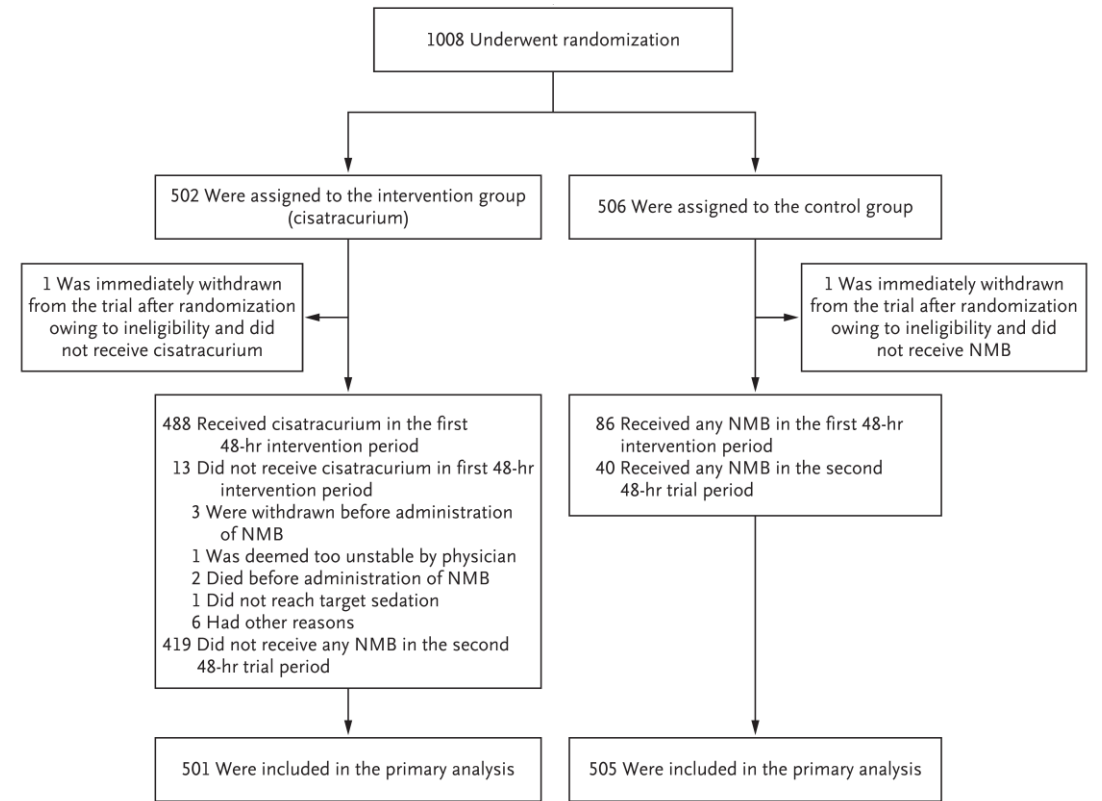 1008 Underwent randomization
502 Were assigned to the intervention group
(cisatracurium)
506 Were assigned to the control group
1 Was immediately withdrawn
from the trial after randomization
owing to ineligibility and did
not receive cisatracurium
1 Was immediately withdrawn
from the trial after randomization
owing to ineligibility and did
not receive NMB
488 Received cisatracurium in the first
48-hr intervention period
13 Did not receive cisatracurium in first 48-hr
intervention period
3 Were withdrawn before administration
of NMB
1 Was deemed too unstable by physician
2 Died before administration of NMB
1 Did not reach target sedation
6 Had other reasons
419 Did not receive any NMB in the second
48-hr trial period
86 Received any NMB in the first 48-hr
intervention period
40 Received any NMB in the second
48-hr trial period
501 Were included in the primary analysis
505 Were included in the primary analysis